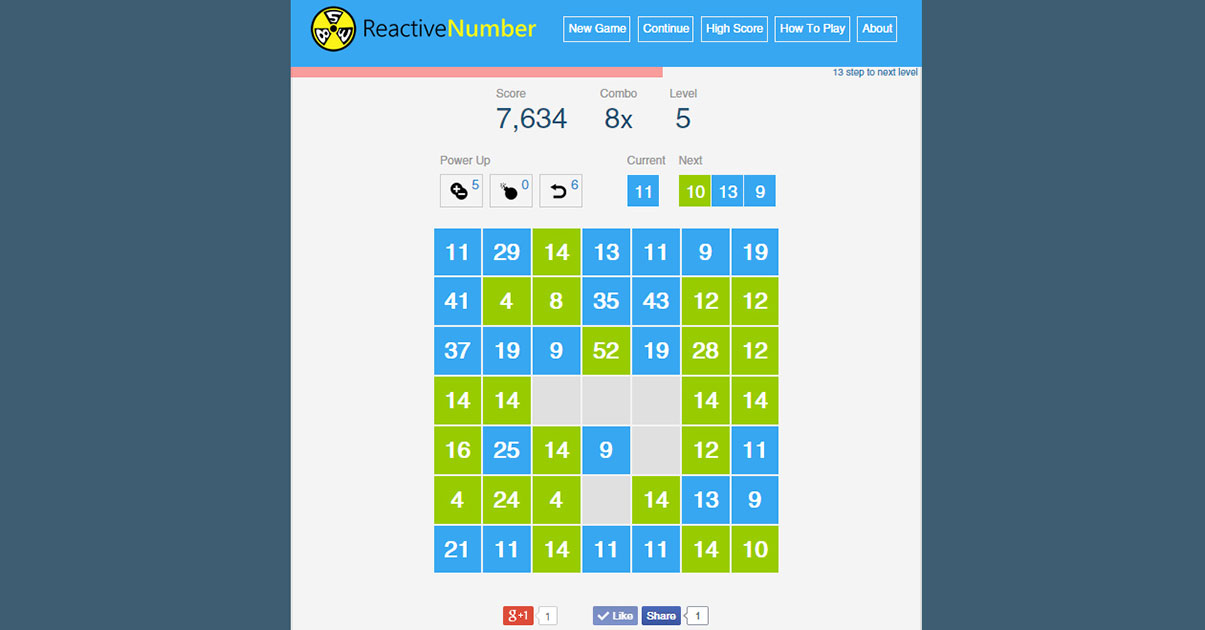 5 8 3 ReactiveNumber New Game Continue High Score How To Play About
13 step to next level
Score Combo Level
7,634 8x 5
Power Up Current Next
5 0 6 11 10 13 9
11 29 14 13 11 9 19
41 4 8 35 43 12 12
37 19 9 52 19 28 12
14 14 14 14
16 25 14 9 12 11
4 24 4 14 13 9
21 11 14 11 11 14 10
g+1 1 Like Share 1